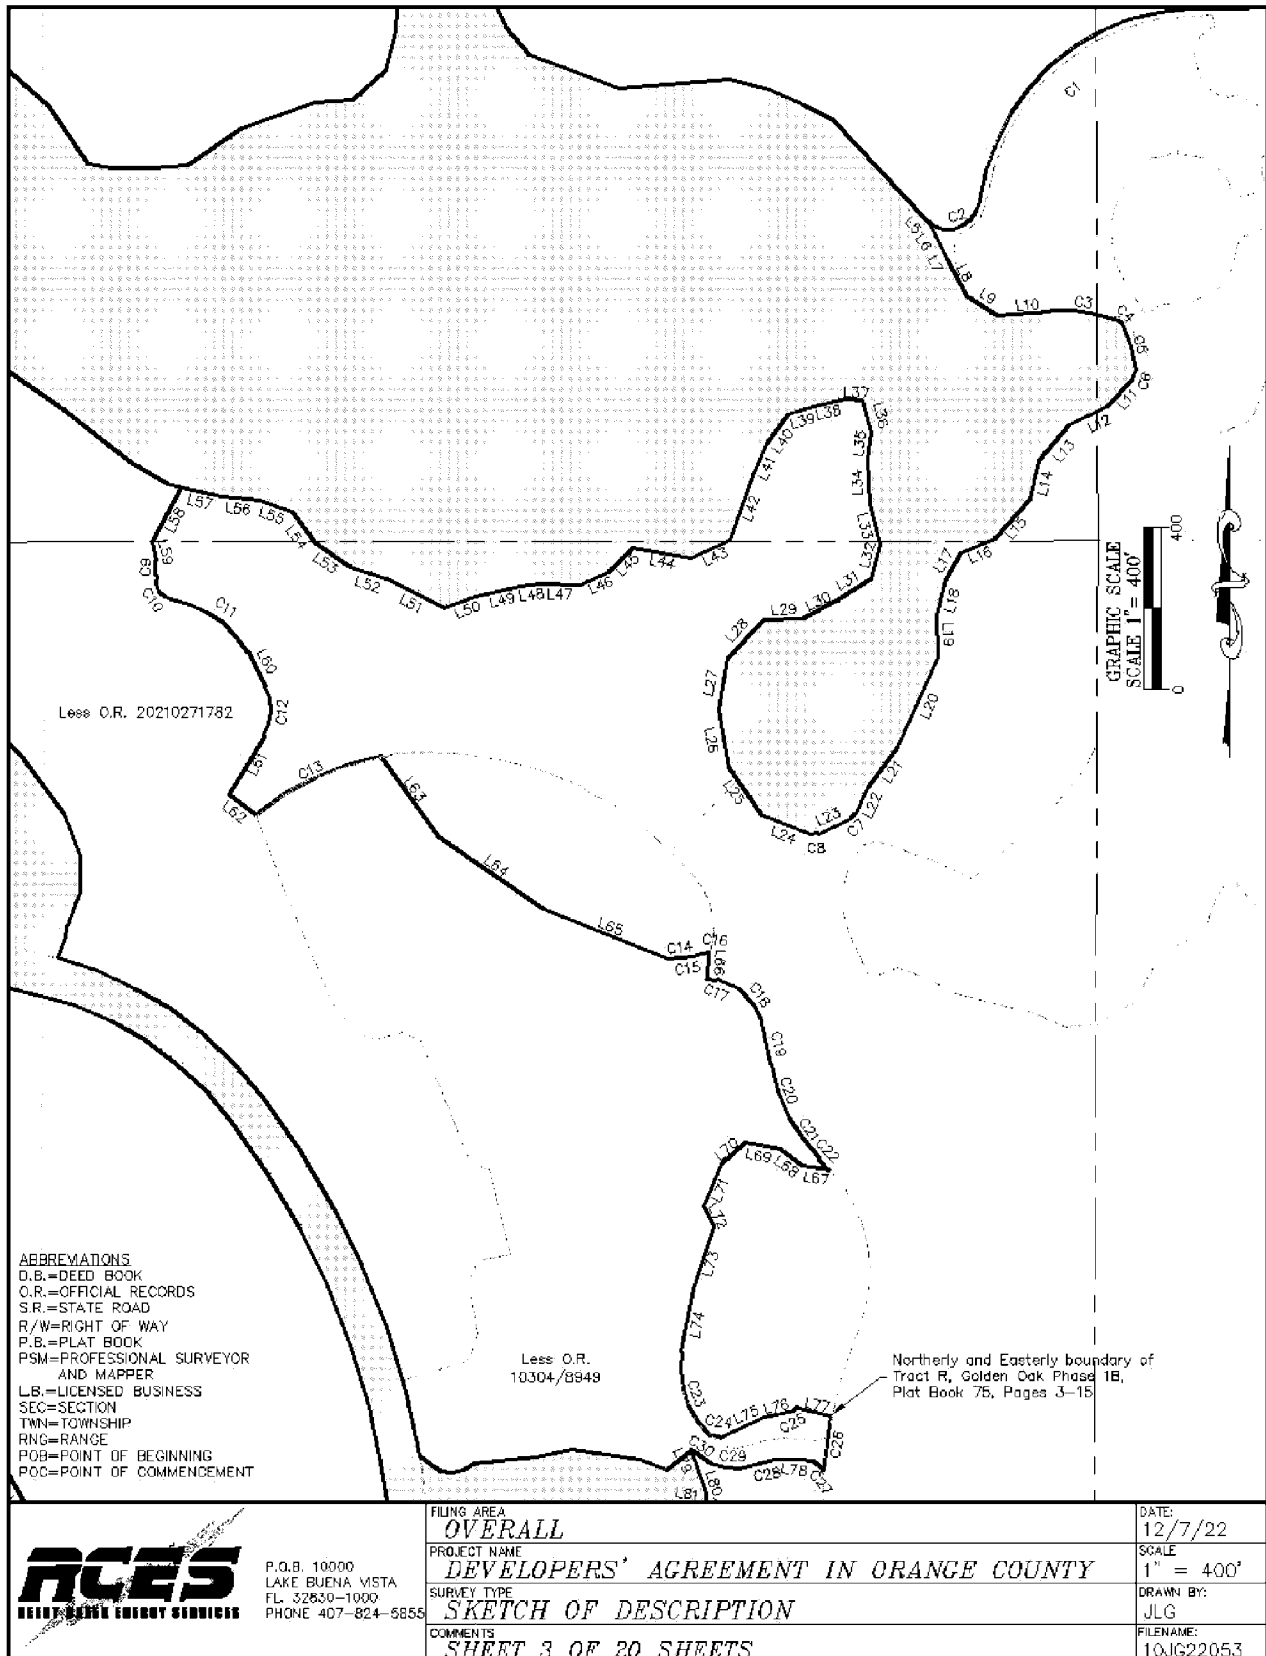 C1
C2
L5
L6
L7
L8
L9
L10
C3
C4
C5
C6
L11
L12
L13
L14
L15
L16
L17
L18
L19
L20
L21
L22
C7
L23
C8
L24
L25
L26
L27
L28
L29
L30
L31
L32
L33
L34
L35
L36
L37
L38
L39
L40
L41
L42
L43
L44
L45
L46
L47
L48
L49
L50
L51
L52
L53
L54
L55
L56
L57
L58
L59
C9
C10
C11
L60
C12
L61
L62
C13
L63
L64
L65
C14
C15
C16
L66
C17
C18
C19
C20
C21
C22
L67
L68
L69
L70
L71
L72
L73
L74
C23
C24
L75
L76
C25
L77
C26
C27
L78
C28
C29
C30
L79
L80
L81
GRAPHIC SCALE
SCALE 1" = 400'
0
400
Less O.R. 20210271782
Less O.R.
10304/8949
Northerly and Easterly boundary of
Tract R, Golden Oak Phase 1B,
Plat Book 75, Pages 3-15
ABBREVIATIONS
D.B.=DEED BOOK
O.R.=OFFICIAL RECORDS
S.R.=STATE ROAD
R/W=RIGHT OF WAY
P.B.=PLAT BOOK
PSM=PROFESSIONAL SURVEYOR
AND MAPPER
L.B.=LICENSED BUSINESS
SEC=SECTION
TWN=TOWNSHIP
RNG=RANGE
POB=POINT OF BEGINNING
POC=POINT OF COMMENCEMENT
RCES
REEDY CREEK ENERGY SERVICES
P.O.B. 10000
LAKE BUENA VISTA
FL. 32830-1000
PHONE 407-824-5855
FILING AREA
OVERALL
PROJECT NAME
DEVELOPERS' AGREEMENT IN ORANGE COUNTY
SURVEY TYPE
SKETCH OF DESCRIPTION
COMMENTS
SHEET 3 OF 20 SHEETS
DATE:
12/7/22
SCALE
1" = 400'
DRAWN BY:
JLG
FILENAME:
10JG22053